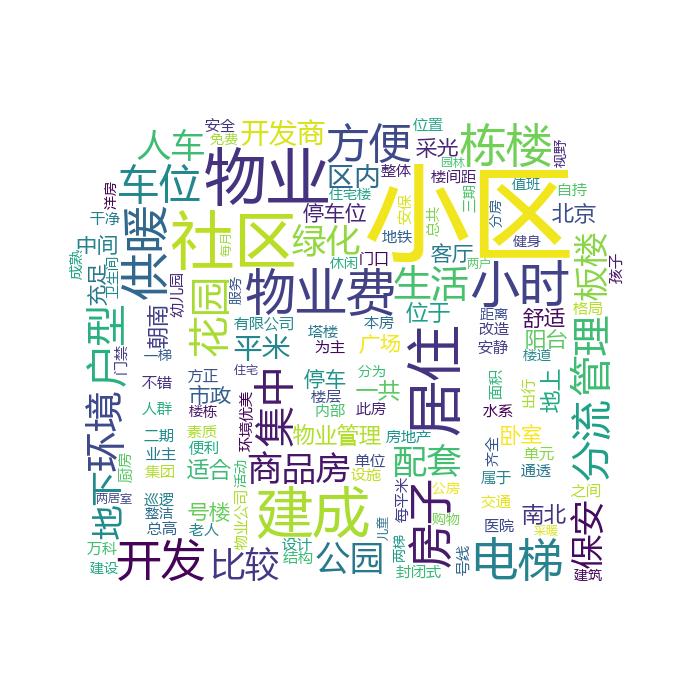 安全
免费
开发商
方便
位置
园林
视野
人车
采光
栋楼
物业
区内
整体
楼间距
小区
值班
自持
洋房
车位
住宅楼
安保
三期
分房
北京
干净
停车位
总共
社区
绿化
地铁
客厅
健身
中间
供暖
每月
休闲
门口
两户
孩子
成熟
充足
卫生间
幼儿园
服务
物业费
生活
小时
板楼
格局
花园
朝南
有限公司
本房
位于
距离
舒适
户型
门禁
一梯
平米
塔楼
为主
广场
居住
改造
安静
阳台
楼道
管理
不错
方正
住宅
集中
停车
分为
一共
面积
出行
地上
市政
楼层
环境
人群
楼栋
环境优美
内部
此房
水系
二期
素质
物业管理
房地产
卧室
分流
业主
便利
商品房
单位
配套
齐全
单元
通透
地下
集团
厨房
适合
活动
设施
属于
两居室
房子
公房
之间
巡逻
号楼
建成
每平米
交通
南北
保安
整洁
总高
老人
物业公司
购物
医院
采暖
万科
设计
儿童
建设
开发
比较
结构
公园
两梯
封闭式
号线
电梯
建筑